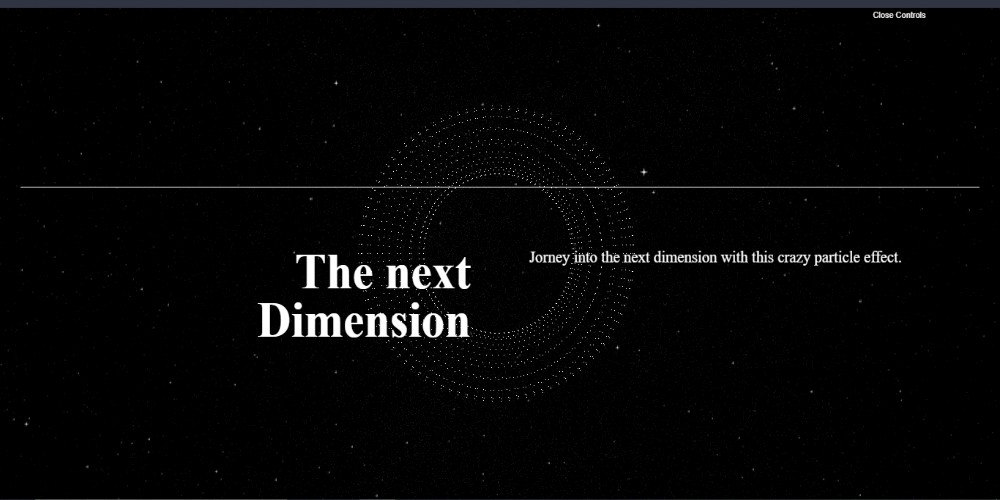 Close Controls
The next
Dimension
Jorney into the next dimension with this crazy particle effect.